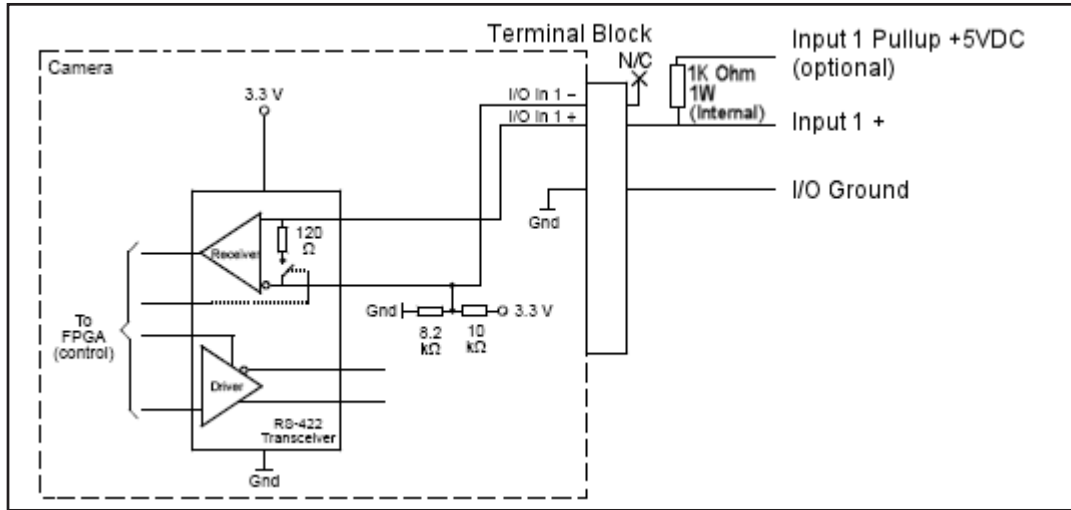 Terminal Block
Camera
N/C
Input 1 Pullup +5VDC
(optional)
1K Ohm
1W
(Internal)
3.3 V
I/O In 1 –
I/O In 1 +
Input 1 +
I/O Ground
Gnd
Receiver
120
Ω
Gnd
3.3 V
8.2
kΩ
10
kΩ
To
FPGA
(control)
Driver
RS-422
Transceiver
Gnd